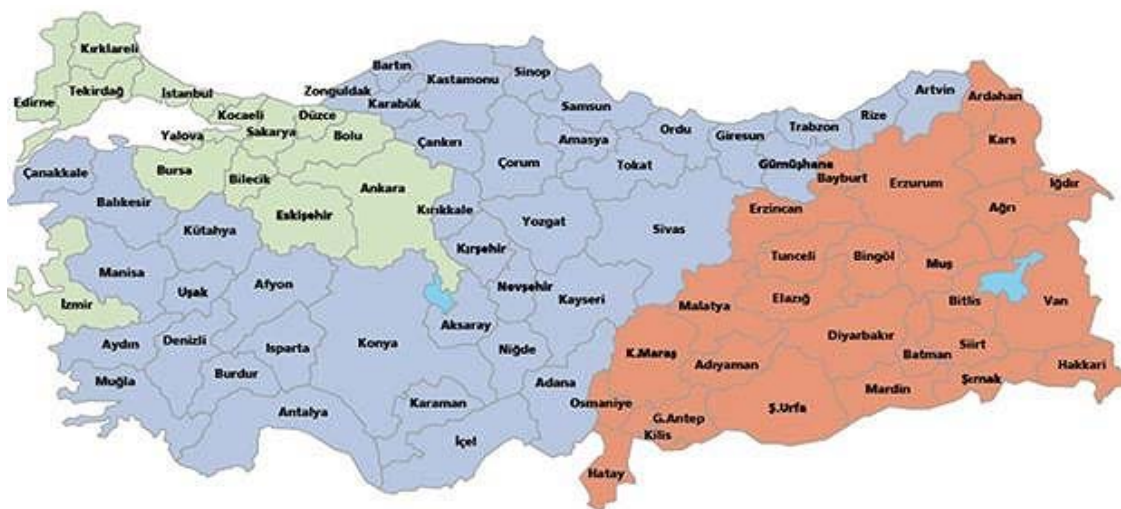 Kırklareli
Edirne
Tekirdağ
İstanbul
Kocaeli
Yalova
Sakarya
Düzce
Bolu
Zonguldak
Bartın
Karabük
Kastamonu
Sinop
Samsun
Çankırı
Çorum
Amasya
Tokat
Ordu
Giresun
Trabzon
Rize
Artvin
Ardahan
Kars
Gümüşhane
Bayburt
Erzurum
Iğdır
Ağrı
Çanakkale
Balıkesir
Bursa
Bilecik
Eskişehir
Ankara
Kırıkkale
Yozgat
Sivas
Erzincan
Tunceli
Bingöl
Muş
Bitlis
Van
Kütahya
Manisa
Uşak
Afyon
Kırşehir
Nevşehir
Kayseri
Malatya
Elazığ
İzmir
Aydın
Denizli
Isparta
Konya
Aksaray
Niğde
K.Maraş
Adıyaman
Diyarbakır
Batman
Siirt
Şırnak
Hakkari
Muğla
Burdur
Antalya
Karaman
İçel
Adana
Osmaniye
G.Antep
Kilis
Hatay
Ş.Urfa
Mardin